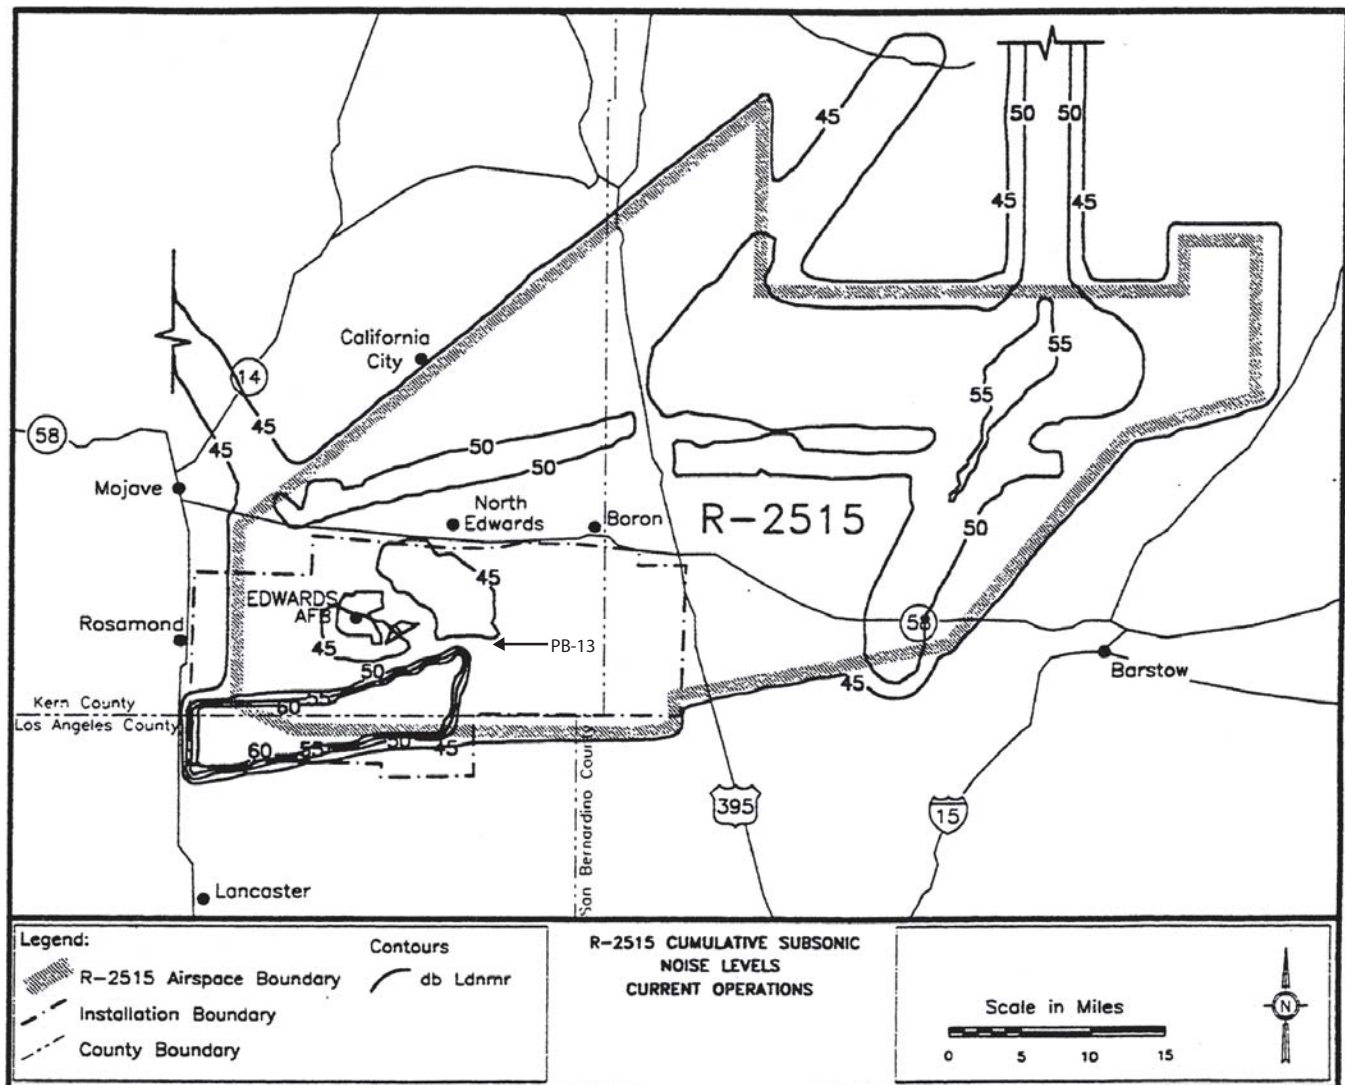 45
50
50
45
45
California
City
55
55
14
45
45
58
50
50
Mojave
North
Edwards
Boron
R-2515
50
45
EDWARDS
AFB
Rosamond
45
PB-13
58
Barstow
50
45
Kern County
Los Angeles County
60
55
60
55
50
45
San Bernardino County
395
15
Lancaster
Legend:
R-2515 Airspace Boundary
Installation Boundary
County Boundary
Contours
db Ldnmr
R-2515 CUMULATIVE SUBSONIC
NOISE LEVELS
CURRENT OPERATIONS
Scale in Miles
0 5 10 15
N